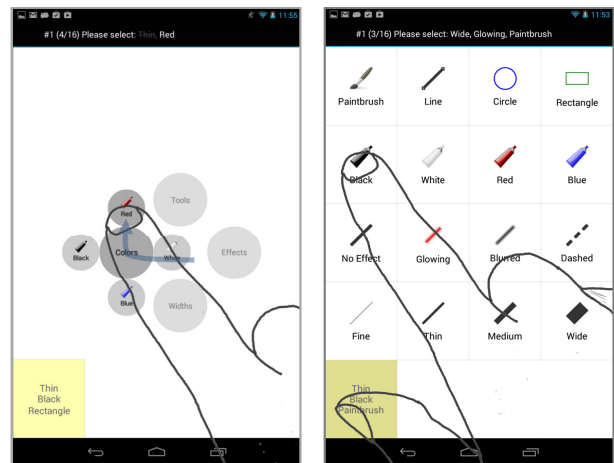 11:55
#1 (4/16) Please select: Thin, Red
Tools
Red
Black
Colors
White
Effects
Blue
Widths
Thin
Black
Rectangle
11:53
#1 (3/16) Please select: Wide, Glowing, Paintbrush
Paintbrush
Line
Circle
Rectangle
Black
White
Red
Blue
No Effect
Glowing
Blurred
Dashed
Fine
Thin
Medium
Wide
Thin
Black
Paintbrush